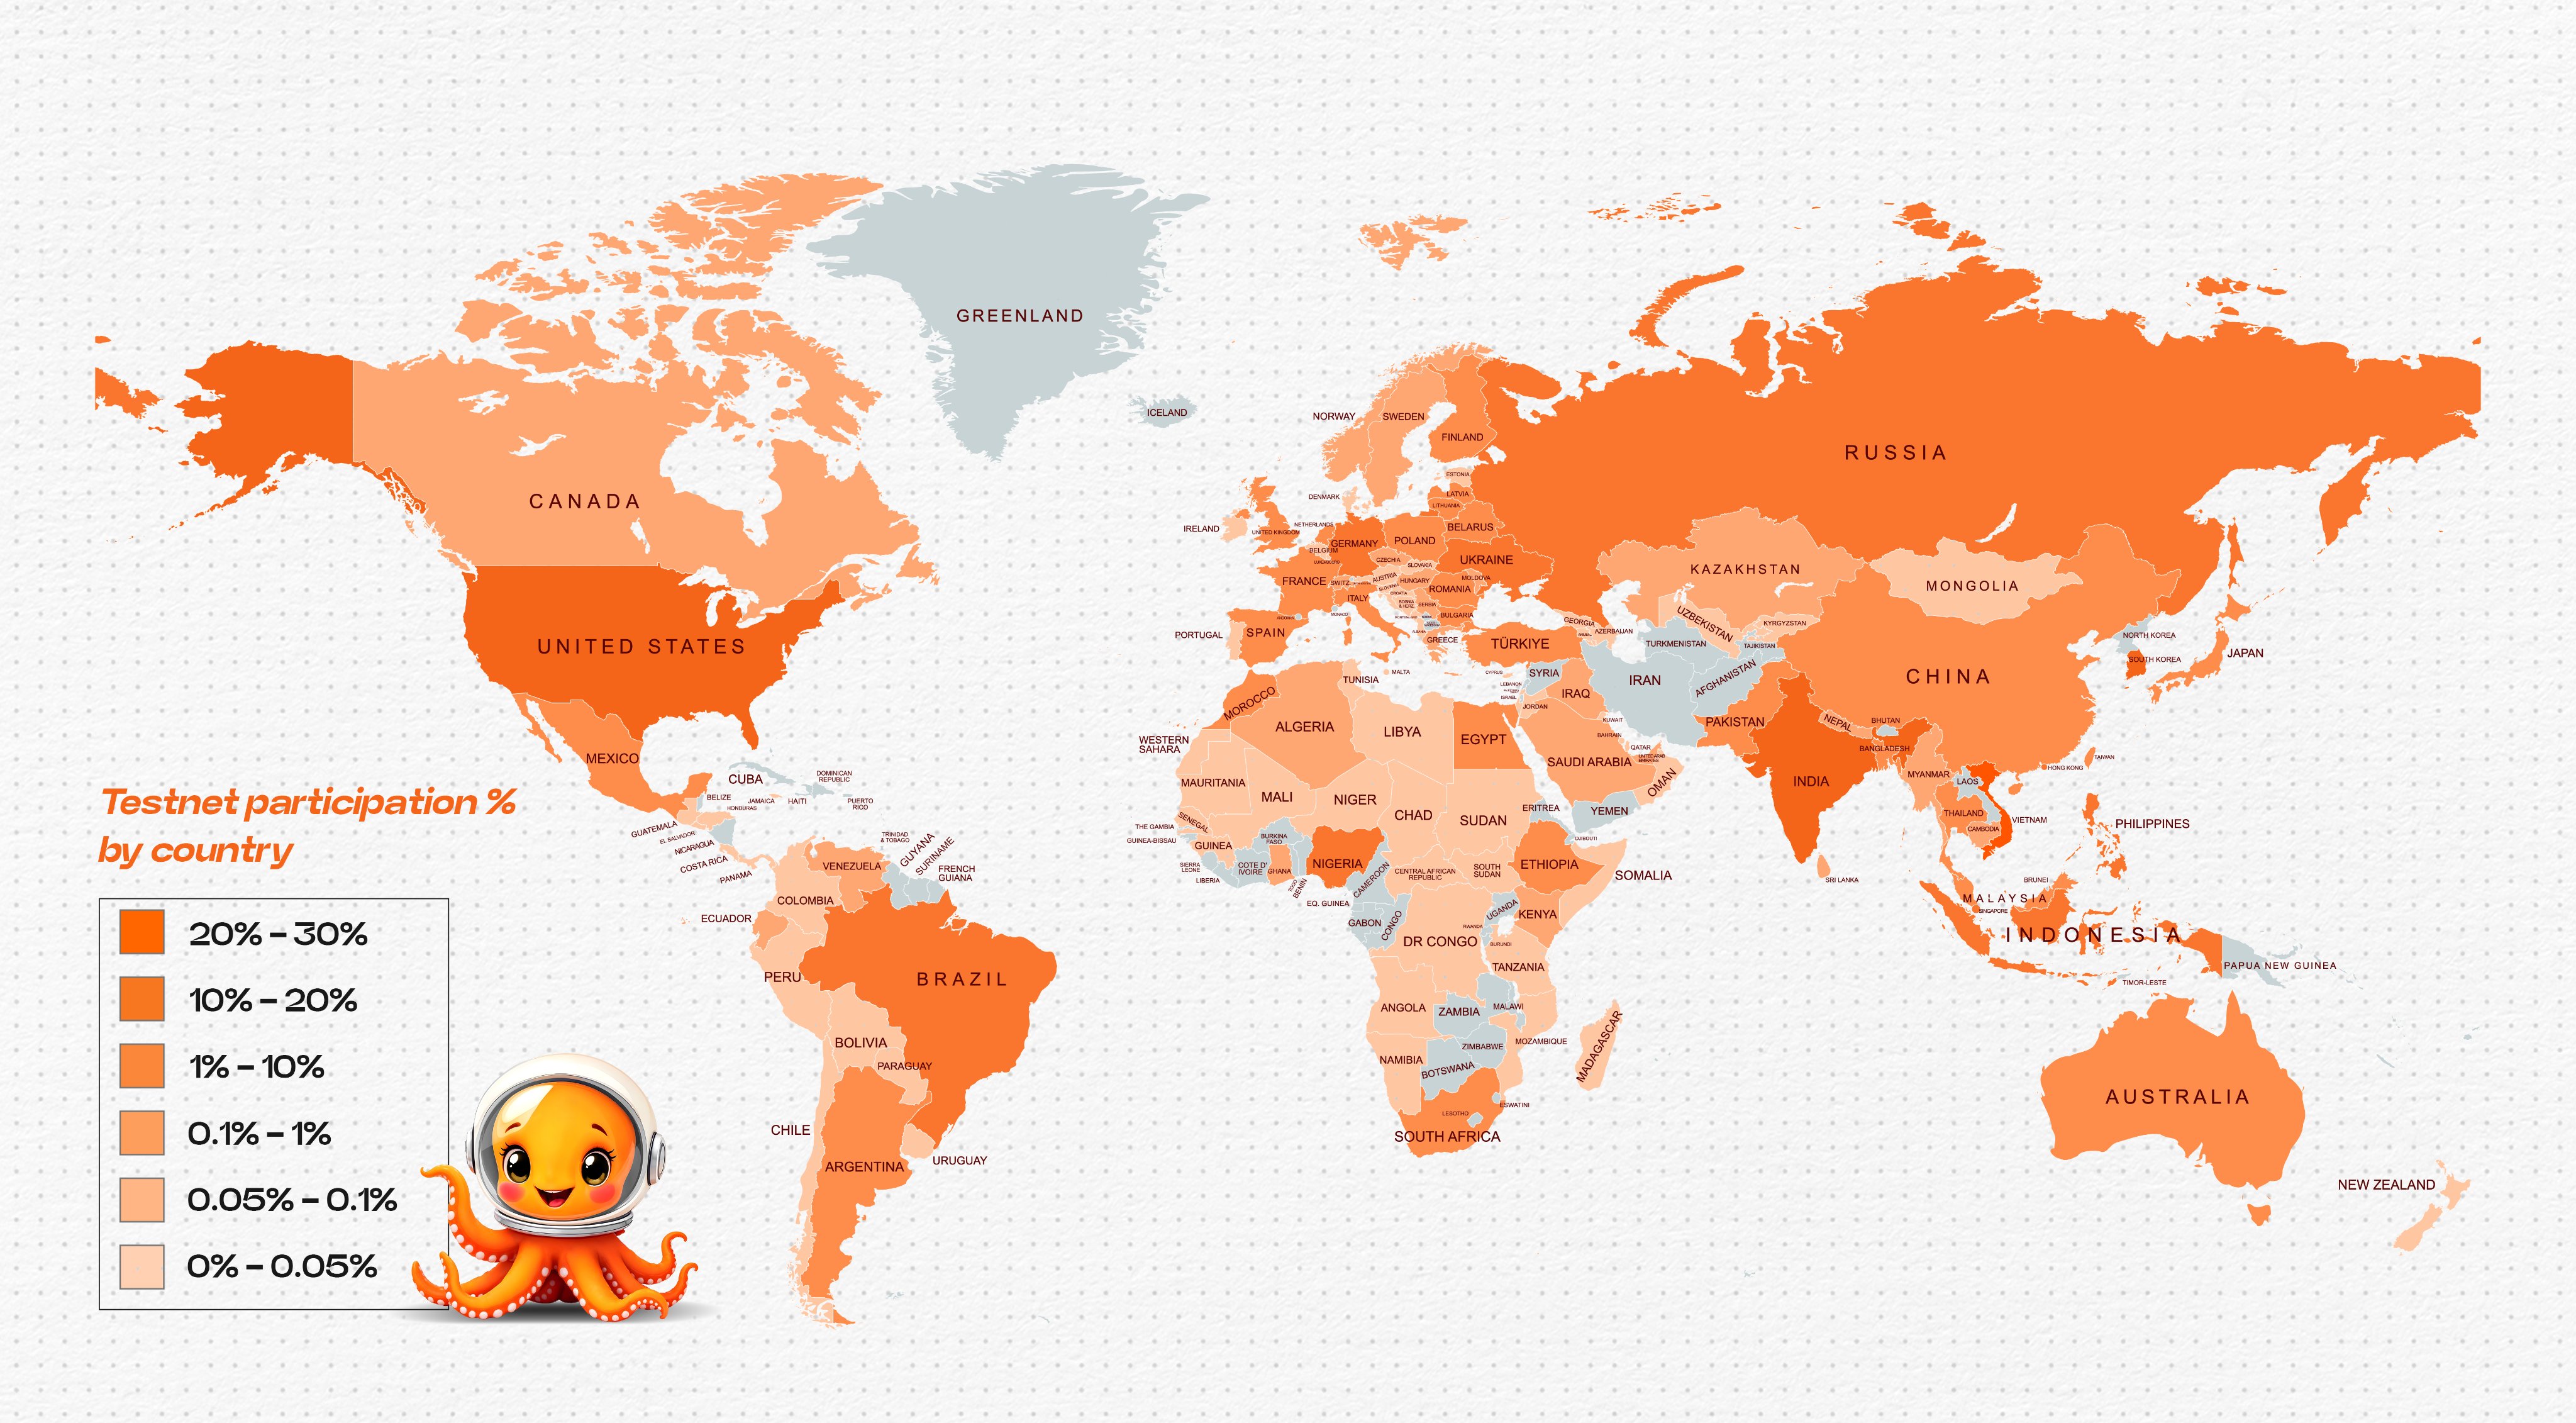 GREENLAND
ICELAND
NORWAY
SWEDEN
FINLAND
RUSSIA
CANADA
ESTONIA
LATVIA
LITHUANIA
DENMARK
IRELAND
UNITED KINGDOM
NETHERLANDS
BELARUS
BELGIUM
GERMANY
POLAND
UKRAINE
CZECHIA
SLOVAKIA
FRANCE
SWITZ.
AUSTRIA
HUNGARY
MOLDOVA
ROMANIA
ITALY
CROATIA
SERBIA
BULGARIA
MONACO
KAZAKHSTAN
MONGOLIA
UNITED STATES
PORTUGAL
SPAIN
GREECE
TÜRKIYE
GEORGIA
AZERBAIJAN
UZBEKISTAN
KYRGYZSTAN
TURKMENISTAN
TAJIKISTAN
NORTH KOREA
SOUTH KOREA
JAPAN
CHINA
MALTA
TUNISIA
CYPRUS
LEBANON
ISRAEL
SYRIA
IRAQ
IRAN
AFGHANISTAN
JORDAN
KUWAIT
MOROCCO
ALGERIA
LIBYA
EGYPT
PAKISTAN
NEPAL
BHUTAN
BANGLADESH
WESTERN
SAHARA
BAHRAIN
QATAR
UNITED ARAB
EMIRATES
SAUDI ARABIA
OMAN
MEXICO
CUBA
DOMINICAN
REPUBLIC
BELIZE
JAMAICA
HAITI
PUERTO
RICO
HONDURAS
GUATEMALA
EL SALVADOR
NICARAGUA
COSTA RICA
PANAMA
TRINIDAD
& TOBAGO
GUYANA
SURINAME
FRENCH
GUIANA
VENEZUELA
COLOMBIA
ECUADOR
PERU
BRAZIL
BOLIVIA
PARAGUAY
CHILE
ARGENTINA
URUGUAY
MAURITANIA
MALI
NIGER
CHAD
SUDAN
ERITREA
YEMEN
DJIBOUTI
SENEGAL
THE GAMBIA
GUINEA-BISSAU
GUINEA
SIERRA
LEONE
LIBERIA
COTE D'
IVOIRE
BURKINA
FASO
GHANA
TOGO
BENIN
NIGERIA
CAMEROON
CENTRAL AFRICAN
REPUBLIC
SOUTH
SUDAN
ETHIOPIA
SOMALIA
EQ. GUINEA
GABON
CONGO
DR CONGO
UGANDA
KENYA
RWANDA
BURUNDI
TANZANIA
ANGOLA
ZAMBIA
MALAWI
MOZAMBIQUE
ZIMBABWE
NAMIBIA
BOTSWANA
MADAGASCAR
ESWATINI
LESOTHO
SOUTH AFRICA
INDIA
SRI LANKA
MYANMAR
LAOS
HONG KONG
TAIWAN
THAILAND
VIETNAM
CAMBODIA
PHILIPPINES
BRUNEI
MALAYSIA
SINGAPORE
INDONESIA
PAPUA NEW GUINEA
TIMOR-LESTE
AUSTRALIA
NEW ZEALAND
Testnet participation %
by country
20% – 30%
10% – 20%
1% – 10%
0.1% – 1%
0.05% – 0.1%
0% – 0.05%